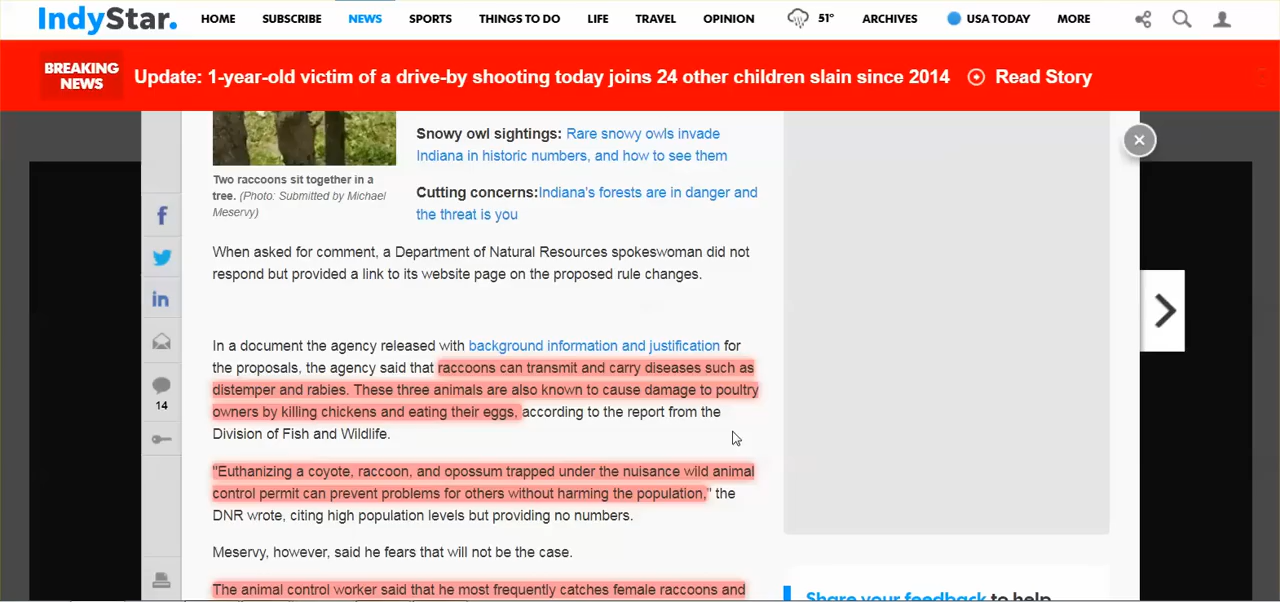 IndyStar.
HOME SUBSCRIBE NEWS SPORTS THINGS TO DO LIFE TRAVEL OPINION 51° ARCHIVES USA TODAY MORE
BREAKING
NEWS
Update: 1-year-old victim of a drive-by shooting today joins 24 other children slain since 2014 Read Story
Two raccoons sit together in a
tree. (Photo: Submitted by Michael
Meservy)
Snowy owl sightings: Rare snowy owls invade
Indiana in historic numbers, and how to see them
Cutting concerns:Indiana's forests are in danger and
the threat is you
When asked for comment, a Department of Natural Resources spokeswoman did not
respond but provided a link to its website page on the proposed rule changes.
In a document the agency released with background information and justification for
the proposals, the agency said that raccoons can transmit and carry diseases such as
distemper and rabies. These three animals are also known to cause damage to poultry
owners by killing chickens and eating their eggs, according to the report from the
Division of Fish and Wildlife.
"Euthanizing a coyote, raccoon, and opossum trapped under the nuisance wild animal
control permit can prevent problems for others without harming the population," the
DNR wrote, citing high population levels but providing no numbers.
Meservy, however, said he fears that will not be the case.
The animal control worker said that he most frequently catches female raccoons and
f
in
14
Share your feedback to help